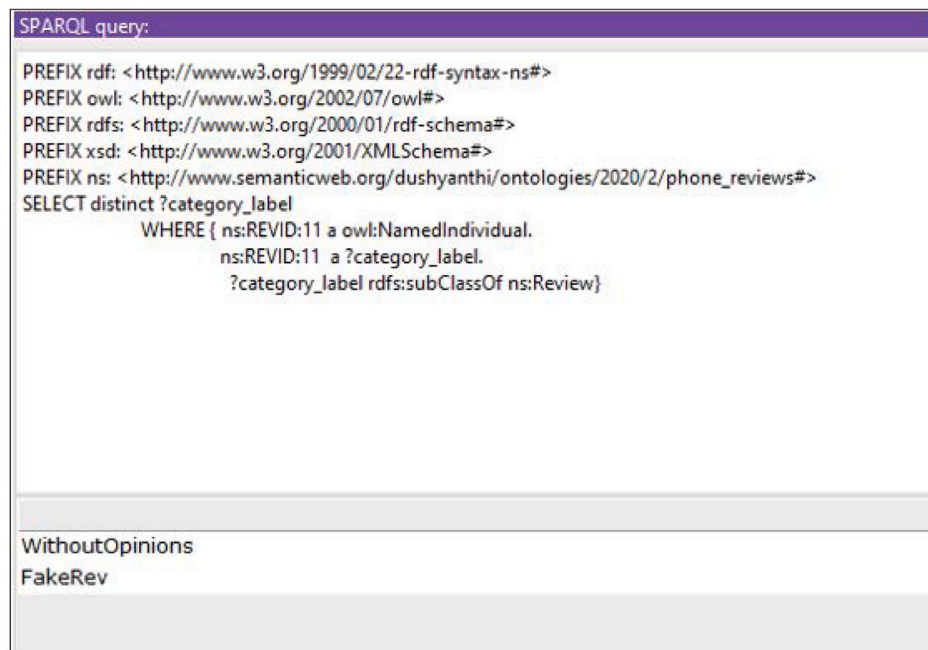 SPARQL query:
PREFIX rdf: <http://www.w3.org/1999/02/22-rdf-syntax-ns#>
PREFIX owl: <http://www.w3.org/2002/07/owl#>
PREFIX rdfs: <http://www.w3.org/2000/01/rdf-schema#>
PREFIX xsd: <http://www.w3.org/2001/XMLSchema#>
PREFIX ns: <http://www.semanticweb.org/dushyanthi/ontologies/2020/2/phone_reviews#>
SELECT distinct ?category_label
WHERE { ns:REVID:11 a owl:NamedIndividual.
ns:REVID:11 a ?category_label.
?category_label rdfs:subClassOf ns:Review}
WithoutOpinions
FakeRev